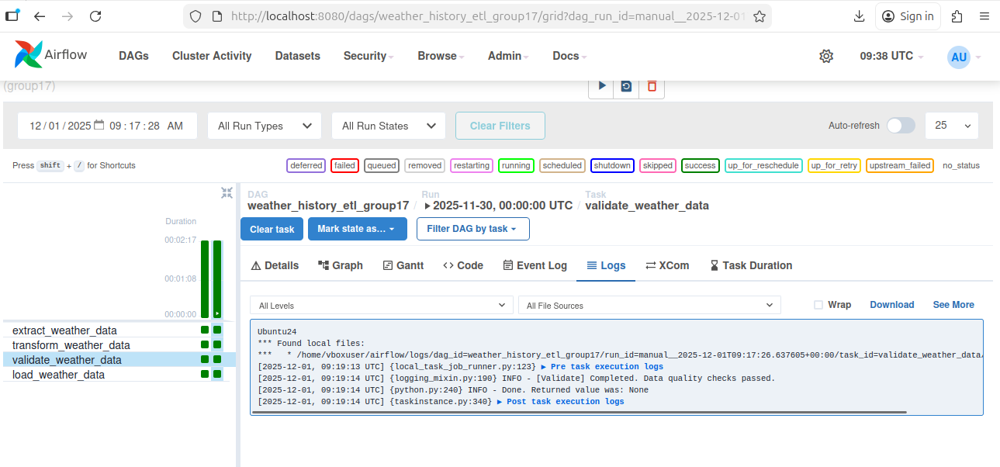 http://localhost:8080/dags/weather_history_etl_group17/grid?dag_run_id=manual__2025-12-01
Sign in
Airflow
DAGs Cluster Activity Datasets Security Browse Admin Docs
09:38 UTC
AU
(group17)
12/01/2025 09:17:28 AM
All Run Types
All Run States
Clear Filters
Auto-refresh
25
Press shift + / for Shortcuts
deferred failed queued removed restarting running scheduled shutdown skipped success up_for_reschedule up_for_retry upstream_failed no_status
Duration
00:02:17
00:01:08
00:00:00
extract_weather_data
transform_weather_data
validate_weather_data
load_weather_data
DAG Run Task
weather_history_etl_group17 / 2025-11-30, 00:00:00 UTC / validate_weather_data
Clear task Mark state as… Filter DAG by task
Details Graph Gantt Code Event Log Logs XCom Task Duration
All Levels All File Sources Wrap Download See More
Ubuntu24
*** Found local files:
***   * /home/vboxuser/airflow/logs/dag_id=weather_history_etl_group17/run_id=manual__2025-12-01T09:17:26.637605+00:00/task_id=validate_weather_data/
[2025-12-01, 09:19:13 UTC] {local_task_job_runner.py:123} ▶ Pre task execution logs
[2025-12-01, 09:19:14 UTC] {logging_mixin.py:190} INFO - [Validate] Completed. Data quality checks passed.
[2025-12-01, 09:19:14 UTC] {python.py:240} INFO - Done. Returned value was: None
[2025-12-01, 09:19:14 UTC] {taskinstance.py:340} ▶ Post task execution logs